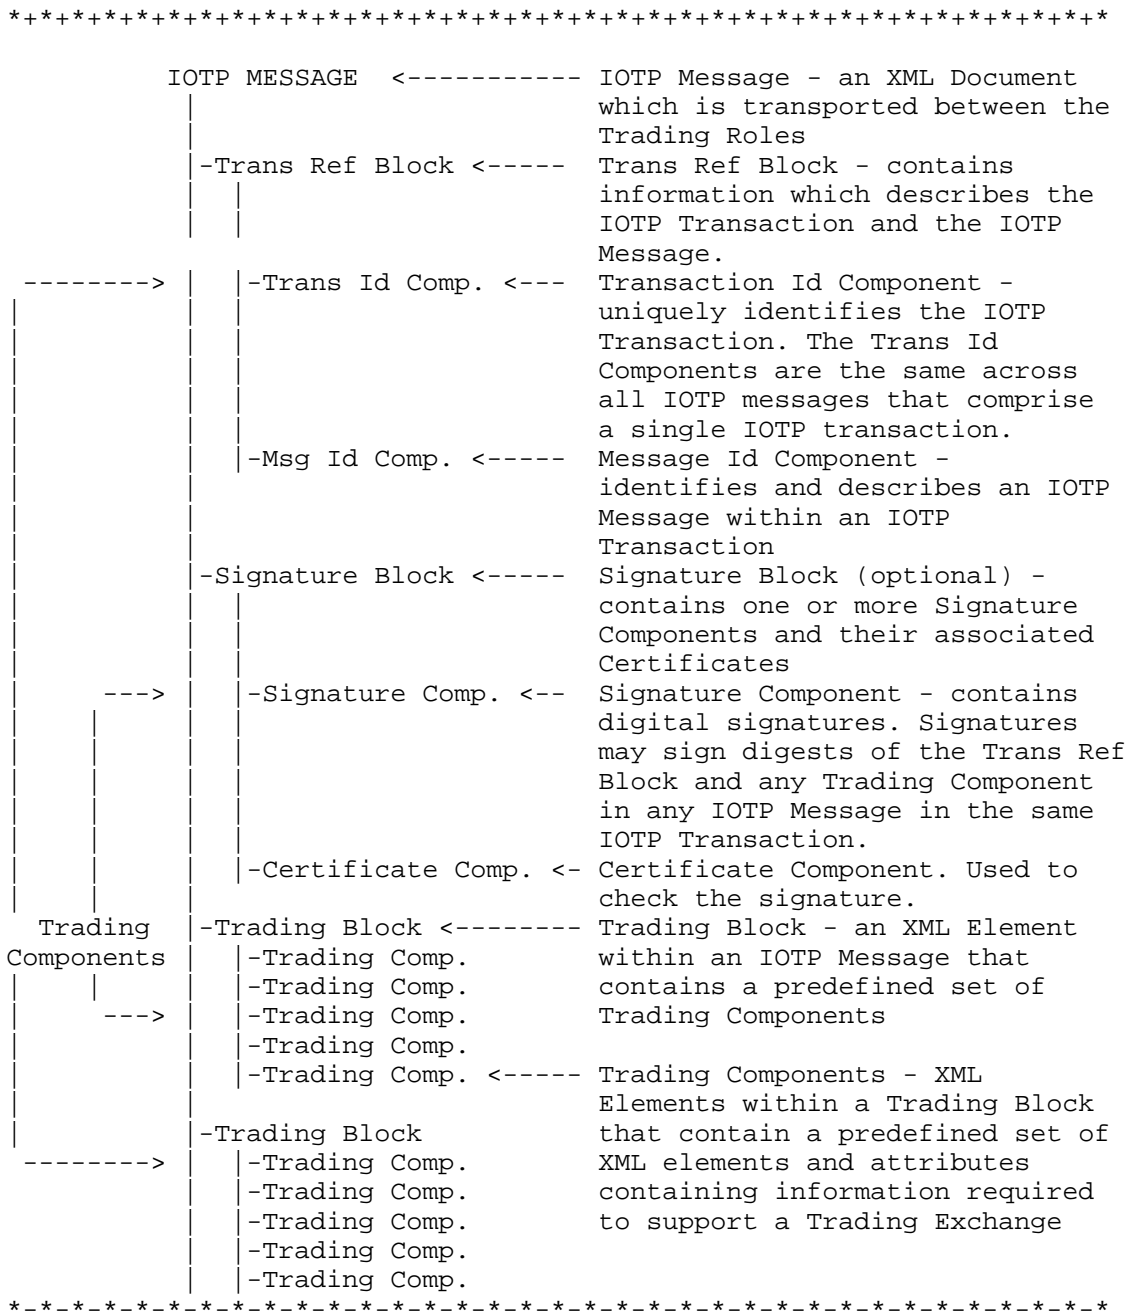 *+*+*+*+*+*+*+*+*+*+*+*+*+*+*+*+*+*+*+*+*+*+*+*+*+*+*+*+*+*+*+*+*+*+*
IOTP MESSAGE <----------- IOTP Message - an XML Document
| which is transported between the
| Trading Roles
|-Trans Ref Block <----- Trans Ref Block - contains
| | information which describes the
| | IOTP Transaction and the IOTP
Message.
--------> | |-Trans Id Comp. <--- Transaction Id Component -
| | | uniquely identifies the IOTP
| | | Transaction. The Trans Id
| | | Components are the same across
| | | all IOTP messages that comprise
| | | a single IOTP transaction.
| | |-Msg Id Comp. <----- Message Id Component -
| | identifies and describes an IOTP
| | Message within an IOTP
| | Transaction
| |-Signature Block <----- Signature Block (optional) -
| | | contains one or more Signature
| | | Components and their associated
| | | Certificates
| ---> | |-Signature Comp. <-- Signature Component - contains
| | | | digital signatures. Signatures
| | | | may sign digests of the Trans Ref
| | | | Block and any Trading Component
| | | | in any IOTP Message in the same
| | | | IOTP Transaction.
| | | |-Certificate Comp. <- Certificate Component. Used to
| | | check the signature.
Trading |-Trading Block <-------- Trading Block - an XML Element
Components | |-Trading Comp. within an IOTP Message that
| | | |-Trading Comp. contains a predefined set of
| ---> | |-Trading Comp. Trading Components
| | |-Trading Comp.
| | |-Trading Comp. <----- Trading Components - XML
| | Elements within a Trading Block
| |-Trading Block that contain a predefined set of
--------> | |-Trading Comp. XML elements and attributes
| |-Trading Comp. containing information required
| |-Trading Comp. to support a Trading Exchange
| |-Trading Comp.
| |-Trading Comp.
*-*-*-*-*-*-*-*-*-*-*-*-*-*-*-*-*-*-*-*-*-*-*-*-*-*-*-*-*-*-*-*-*-*-*